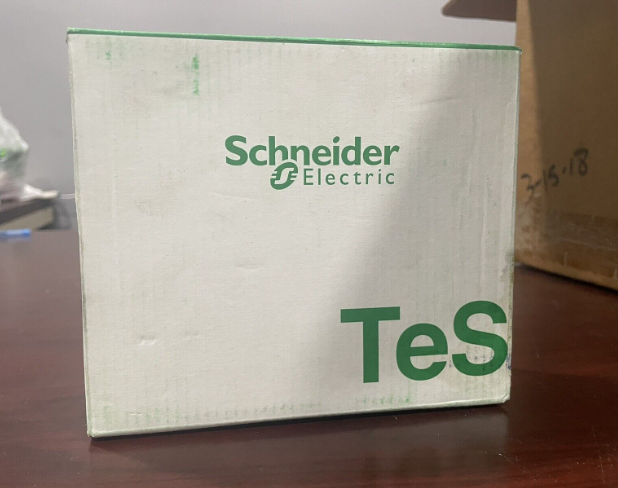 Schneider
Electric
TeS
3-15-18